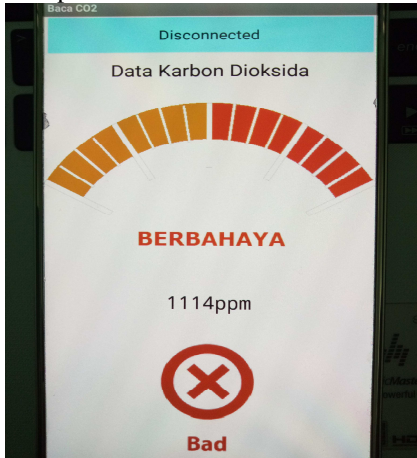 Baca CO2
Disconnected
Data Karbon Dioksida
BERBAHAYA
1114ppm
Bad